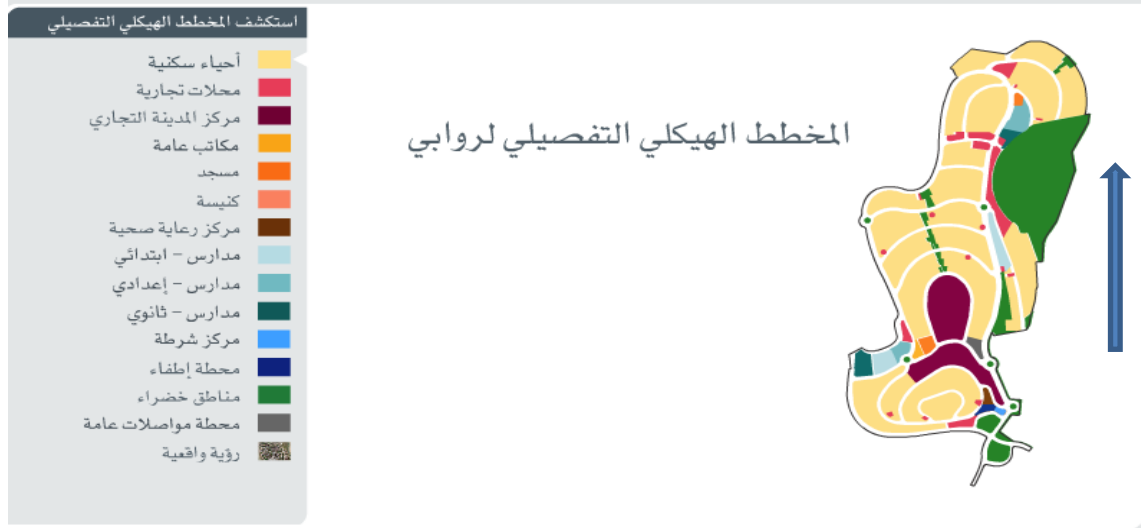 استكشف المخطط الهيكلي التفصيلي
أحياء سكنية
محلات تجارية
مركز المدينة التجاري
مكاتب عامة
مسجد
كنيسة
مركز رعاية صحية
مدارس – ابتدائي
مدارس – إعدادي
مدارس – ثانوي
مركز شرطة
محطة إطفاء
مناطق خضراء
محطة مواصلات عامة
رؤية واقعية
المخطط الهيكلي التفصيلي لروابي